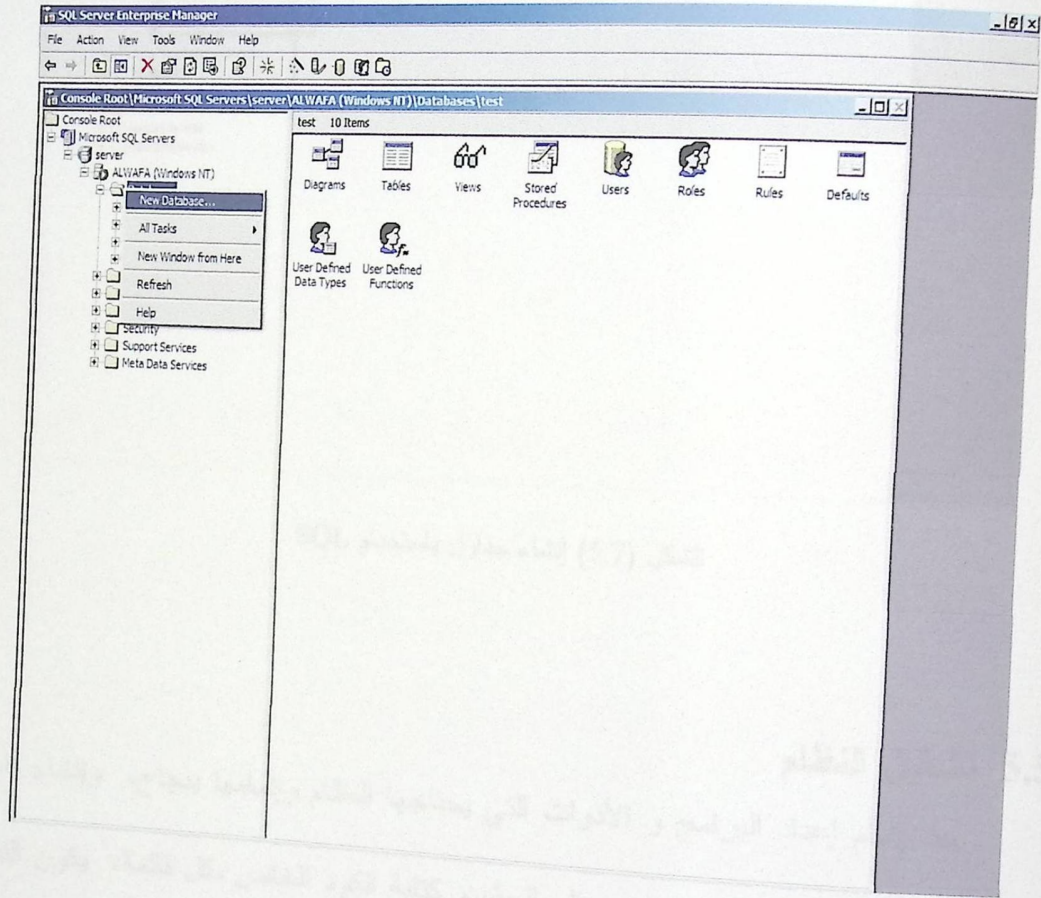 SQL Server Enterprise Manager
File Action View Tools Window Help
Console Root\Microsoft SQL Servers\server\ALWAFA (Windows NT)\Databases\test
Console Root
Microsoft SQL Servers
server
ALWAFA (Windows NT)
New Database...
All Tasks
New Window from Here
Refresh
Help
Security
Support Services
Meta Data Services
test 10 Items
Diagrams
Tables
Views
Stored Procedures
Users
Roles
Rules
Defaults
User Defined Data Types
User Defined Functions